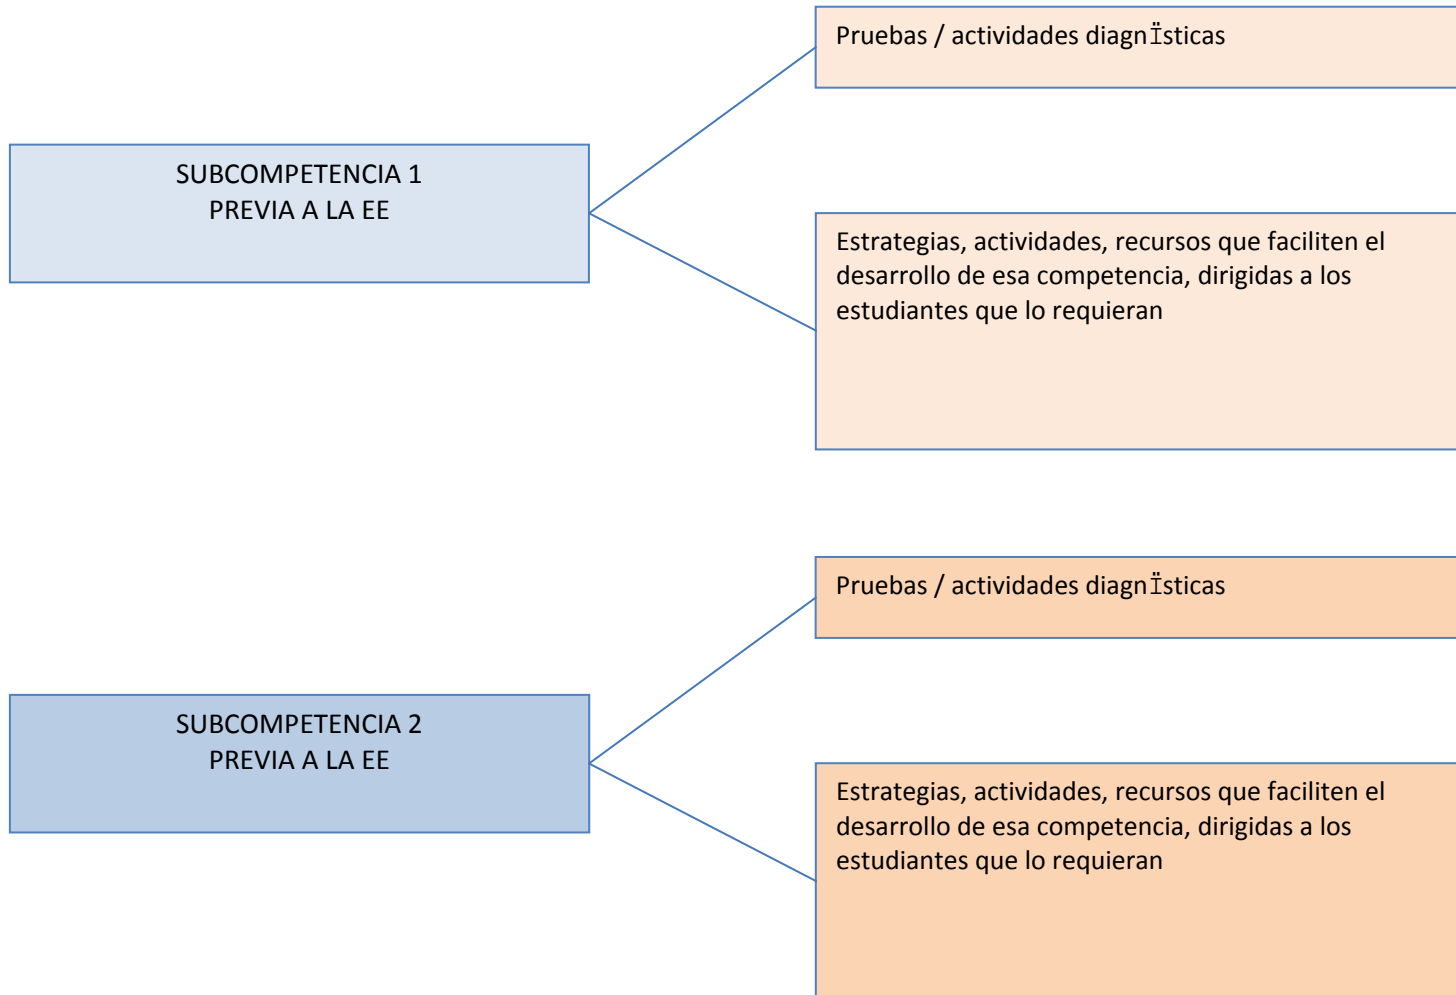 Pruebas / actividades diagnÏsticas
SUBCOMPETENCIA 1
PREVIA A LA EE
Estrategias, actividades, recursos que faciliten el
desarrollo de esa competencia, dirigidas a los
estudiantes que lo requieran
Pruebas / actividades diagnÏsticas
SUBCOMPETENCIA 2
PREVIA A LA EE
Estrategias, actividades, recursos que faciliten el
desarrollo de esa competencia, dirigidas a los
estudiantes que lo requieran